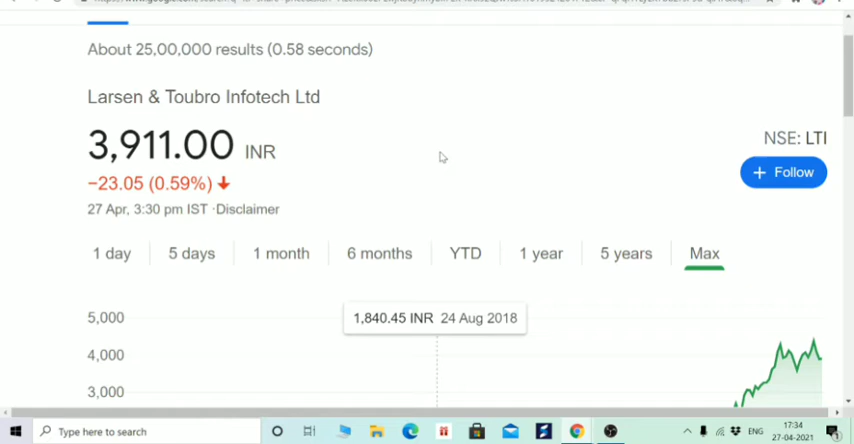 About 25,00,000 results (0.58 seconds)
Larsen & Toubro Infotech Ltd
3,911.00 INR
NSE: LTI
−23.05 (0.59%)
+ Follow
27 Apr, 3:30 pm IST ·Disclaimer
1 day 5 days 1 month 6 months YTD 1 year 5 years Max
1,840.45 INR 24 Aug 2018
5,000
4,000
3,000
Type here to search
ENG
17:34
27-04-2021